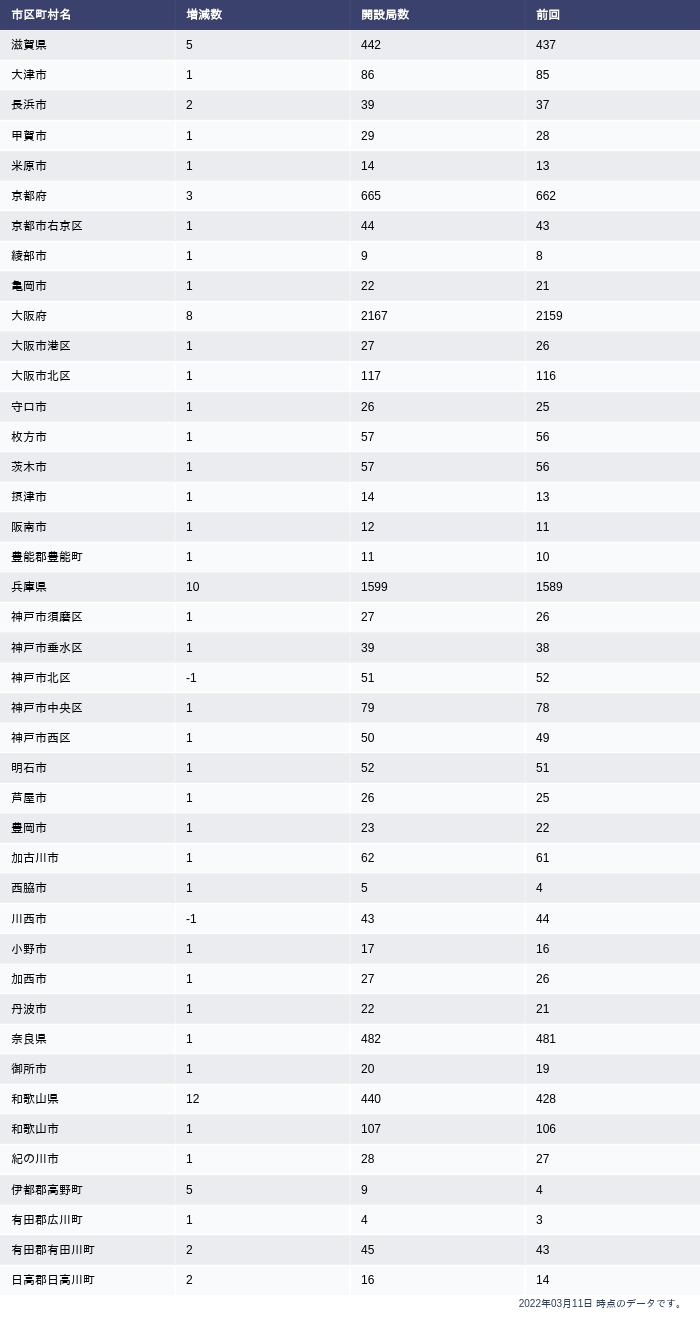 市区町村名 増減数 開設局数 前回
滋賀県 5 442 437
大津市 1 86 85
長浜市 2 39 37
甲賀市 1 29 28
米原市 1 14 13
京都府 3 665 662
京都市右京区 1 44 43
綾部市 1 9 8
亀岡市 1 22 21
大阪府 8 2167 2159
大阪市港区 1 27 26
大阪市北区 1 117 116
守口市 1 26 25
枚方市 1 57 56
茨木市 1 57 56
摂津市 1 14 13
阪南市 1 12 11
豊能郡豊能町 1 11 10
兵庫県 10 1599 1589
神戸市須磨区 1 27 26
神戸市垂水区 1 39 38
神戸市北区 -1 51 52
神戸市中央区 1 79 78
神戸市西区 1 50 49
明石市 1 52 51
芦屋市 1 26 25
豊岡市 1 23 22
加古川市 1 62 61
西脇市 1 5 4
川西市 -1 43 44
小野市 1 17 16
加西市 1 27 26
丹波市 1 22 21
奈良県 1 482 481
御所市 1 20 19
和歌山県 12 440 428
和歌山市 1 107 106
紀の川市 1 28 27
伊都郡高野町 5 9 4
有田郡広川町 1 4 3
有田郡有田川町 2 45 43
日高郡日高川町 2 16 14
2022年03月11日 時点のデータです。